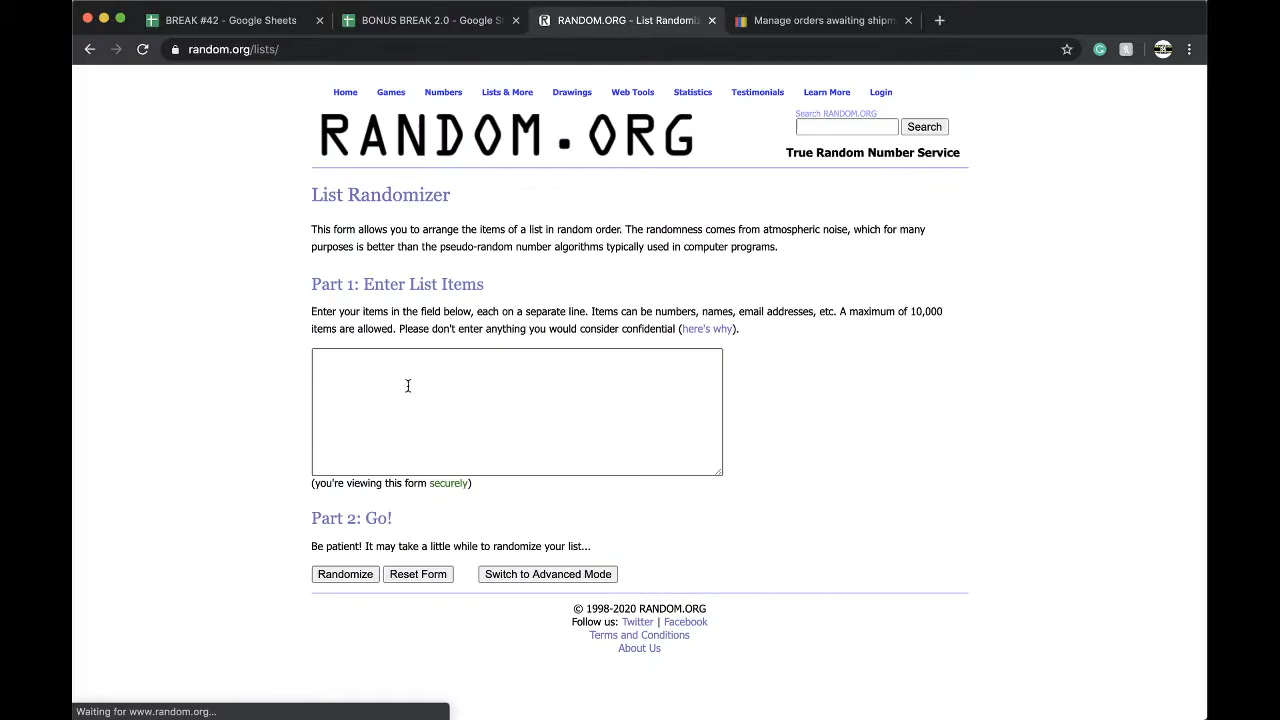 BREAK #42 - Google Sheets
BONUS BREAK 2.0 - Google S
RANDOM.ORG - List Randomiz
Manage orders awaiting shipm
random.org/lists/
Home Games Numbers Lists & More Drawings Web Tools Statistics Testimonials Learn More Login
RANDOM.ORG
Search RANDOM.ORG
Search
True Random Number Service
List Randomizer
This form allows you to arrange the items of a list in random order. The randomness comes from atmospheric noise, which for many
purposes is better than the pseudo-random number algorithms typically used in computer programs.
Part 1: Enter List Items
Enter your items in the field below, each on a separate line. Items can be numbers, names, email addresses, etc. A maximum of 10,000
items are allowed. Please don't enter anything you would consider confidential (here's why).
(you're viewing this form securely)
Part 2: Go!
Be patient! It may take a little while to randomize your list...
Randomize Reset Form Switch to Advanced Mode
© 1998-2020 RANDOM.ORG
Follow us: Twitter | Facebook
Terms and Conditions
About Us
Waiting for www.random.org...